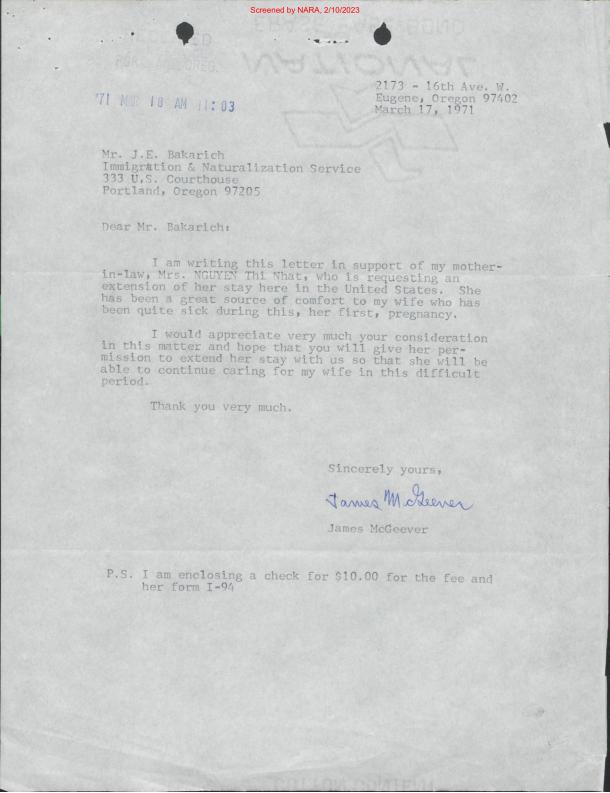 Screened by NARA, 2/10/2023
'71 MAR 18 AM 11:03
2173 - 16th Ave. W.
Eugene, Oregon 97402
March 17, 1971
Mr. J.E. Bakarich
Immigration & Naturalization Service
333 U.S. Courthouse
Portland, Oregon 97205
Dear Mr. Bakarich:
I am writing this letter in support of my mother-
in-law, Mrs. NGUYEN Thi Nhat, who is requesting an
extension of her stay here in the United States. She
has been a great source of comfort to my wife who has
been quite sick during this, her first, pregnancy.
I would appreciate very much your consideration
in this matter and hope that you will give her per-
mission to extend her stay with us so that she will be
able to continue caring for my wife in this difficult
period.
Thank you very much.
Sincerely yours,
James McGeever
James McGeever
P.S. I am enclosing a check for $10.00 for the fee and
her form I-94